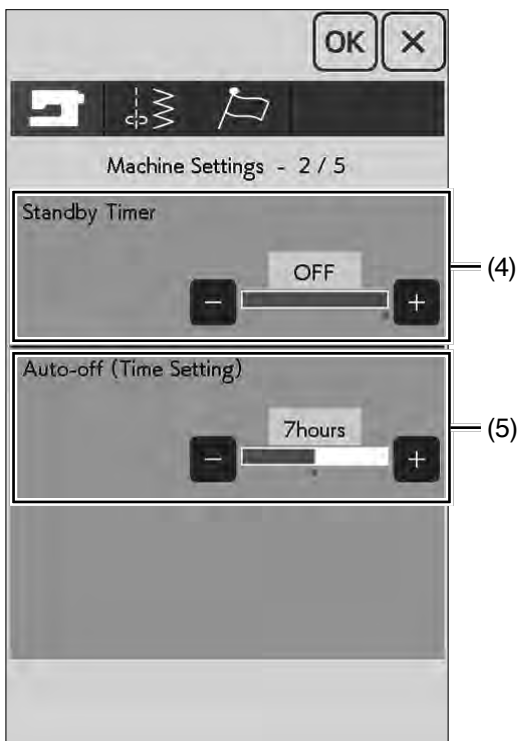 OK
Machine Settings - 2 / 5
Standby Timer
OFF
− +
(4)
Auto-off (Time Setting)
7hours
− +
(5)